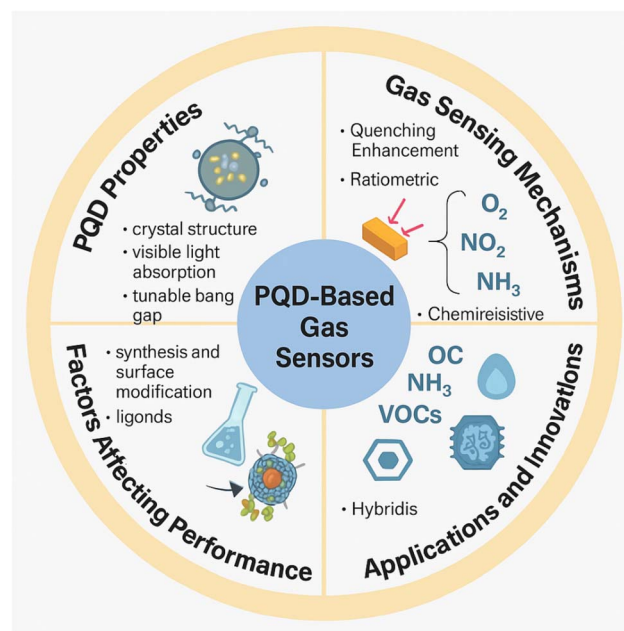 PQD Properties
• crystal structure
• visible light
absorption
• tunable bang
gap
Gas Sensing Mechanisms
• Quenching
Enhancement
• Ratiometric
O2
NO2
NH3
• Chemireisistive
PQD-Based
Gas
Sensors
Factors Affecting Performance
• synthesis and
surface
modification
• ligonds
Applications and Innovations
OC
NH3
VOCs
• Hybridis